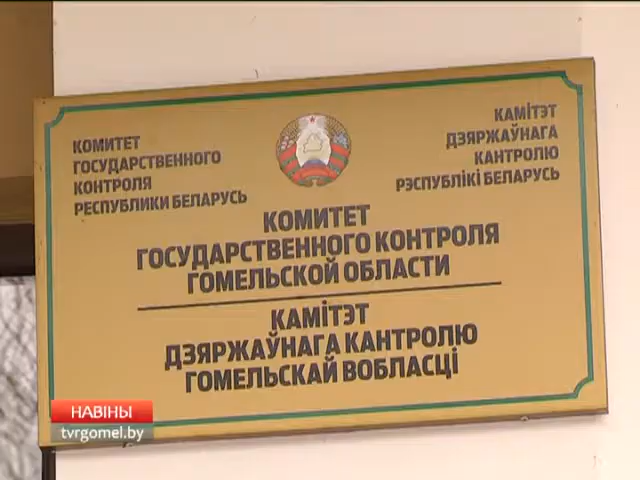 КОМИТЕТ
ГОСУДАРСТВЕННОГО
КОНТРОЛЯ
РЕСПУБЛИКИ БЕЛАРУСЬ
КАМІТЭТ
ДЗЯРЖАЎНАГА
КАНТРОЛЮ
РЭСПУБЛІКІ БЕЛАРУСЬ
КОМИТЕТ
ГОСУДАРСТВЕННОГО КОНТРОЛЯ
ГОМЕЛЬСКОЙ ОБЛАСТИ
КАМІТЭТ
ДЗЯРЖАЎНАГА КАНТРОЛЮ
ГОМЕЛЬСКАЙ ВОБЛАСЦІ
НАВІНЫ
tvrgomel.by